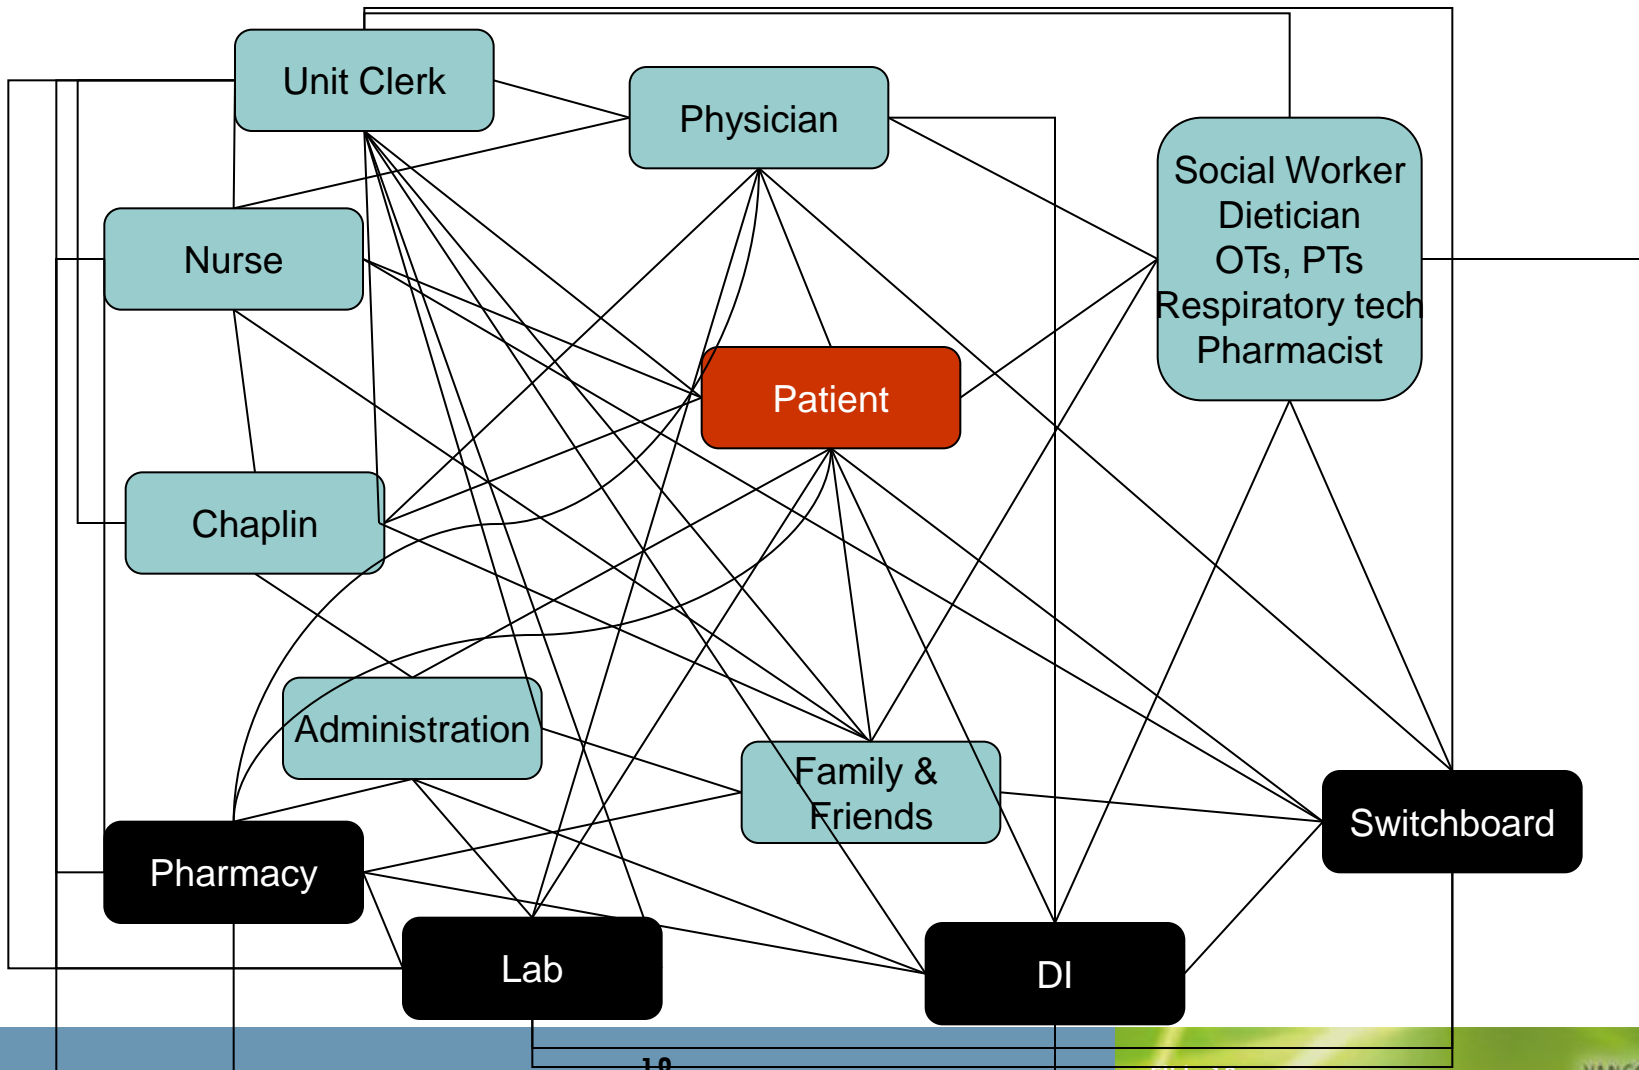 Unit Clerk
Physician
Social Worker
Dietician
OTs, PTs
Respiratory tech
Pharmacist
Nurse
Patient
Chaplin
Administration
Family &
Friends
Switchboard
Pharmacy
Lab
DI